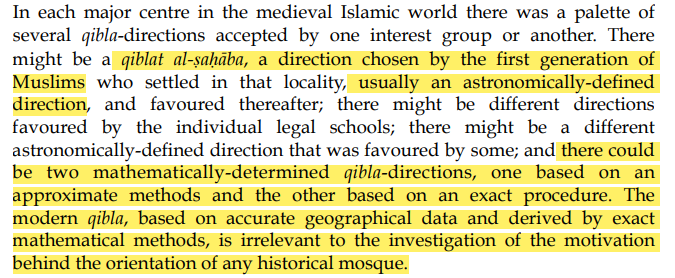 In each major centre in the medieval Islamic world there was a palette of
several qibla-directions accepted by one interest group or another. There
might be a qiblat al-ṣaḥāba, a direction chosen by the first generation of
Muslims who settled in that locality, usually an astronomically-defined
direction, and favoured thereafter; there might be different directions
favoured by the individual legal schools; there might be a different
astronomically-defined direction that was favoured by some; and there could
be two mathematically-determined qibla-directions, one based on an
approximate methods and the other based on an exact procedure. The
modern qibla, based on accurate geographical data and derived by exact
mathematical methods, is irrelevant to the investigation of the motivation
behind the orientation of any historical mosque.